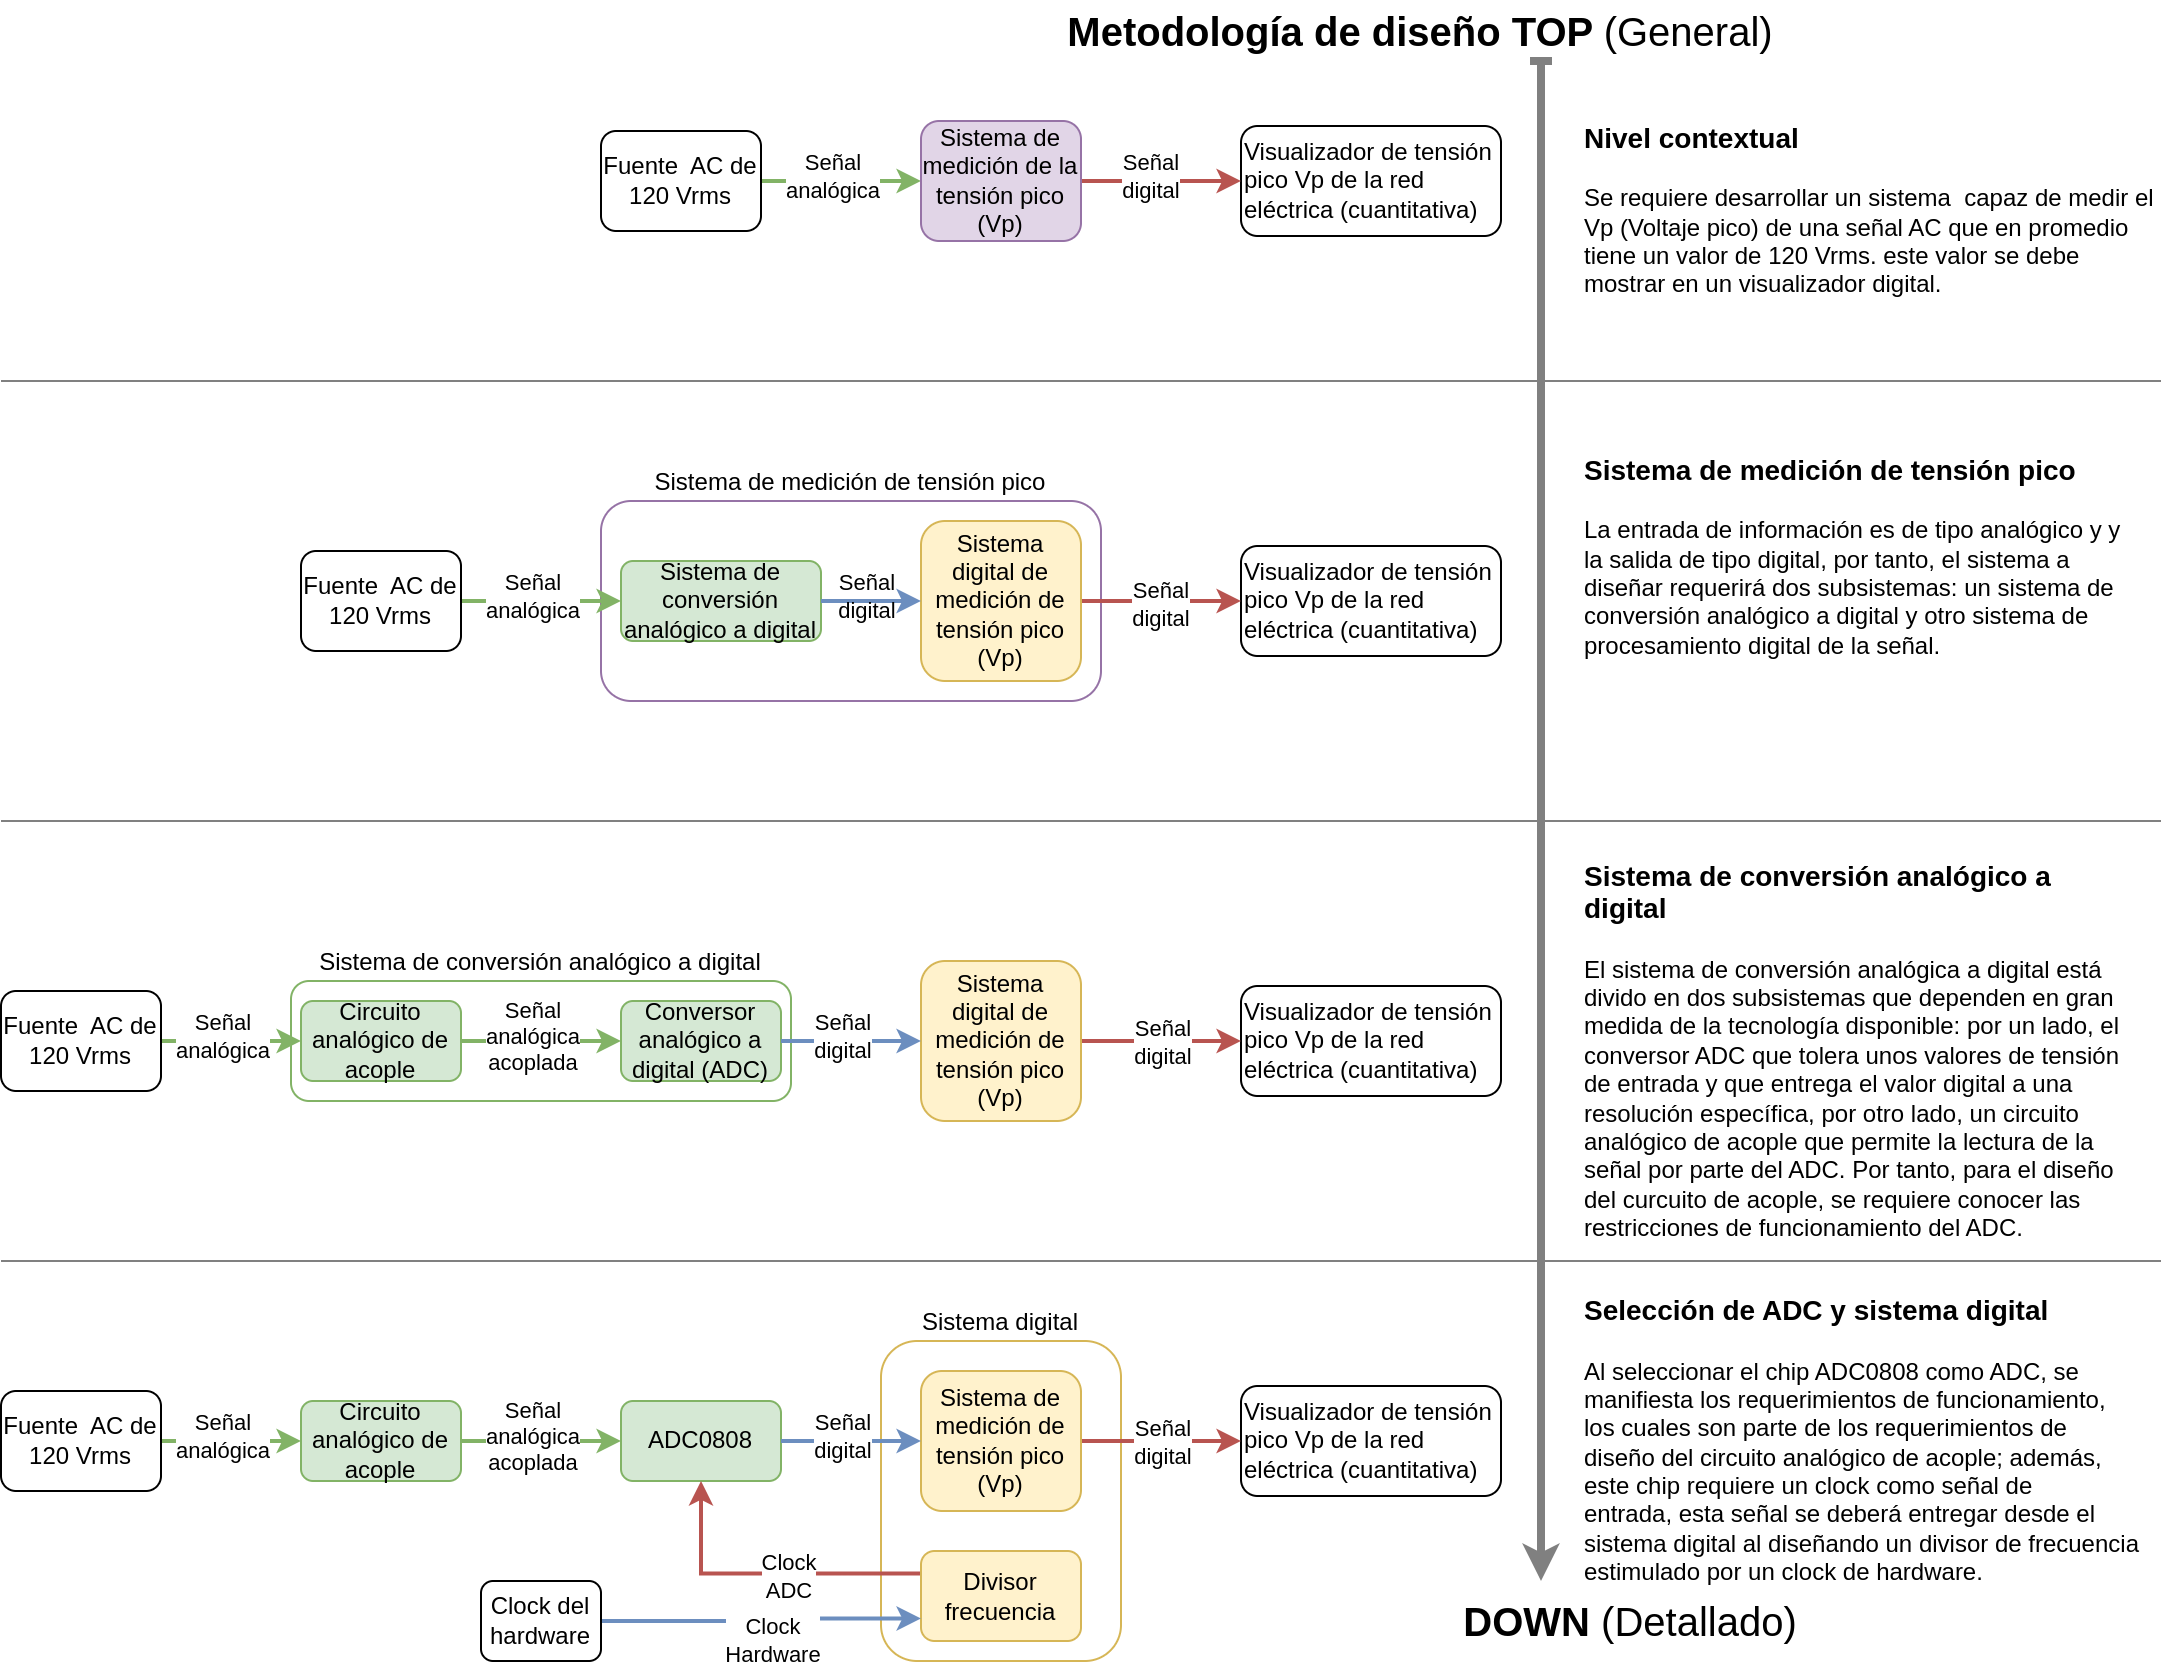 Metodología de diseño TOP (General)
Fuente  AC de
120 Vrms
Señal
analógica
Sistema de
medición de la
tensión pico
(Vp)
Señal
digital
Visualizador de tensión
pico Vp de la red
eléctrica (cuantitativa)
Nivel contextual
Se requiere desarrollar un sistema  capaz de medir el
Vp (Voltaje pico) de una señal AC que en promedio
tiene un valor de 120 Vrms. este valor se debe
mostrar en un visualizador digital.
Sistema de medición de tensión pico
Fuente  AC de
120 Vrms
Señal
analógica
Sistema de
conversión
analógico a digital
Señal
digital
Sistema
digital de
medición de
tensión pico
(Vp)
Señal
digital
Visualizador de tensión
pico Vp de la red
eléctrica (cuantitativa)
Sistema de medición de tensión pico
La entrada de información es de tipo analógico y y
la salida de tipo digital, por tanto, el sistema a
diseñar requerirá dos subsistemas: un sistema de
conversión analógico a digital y otro sistema de
procesamiento digital de la señal.
Sistema de conversión analógico a digital
Fuente  AC de
120 Vrms
Señal
analógica
Circuito
analógico de
acople
Señal
analógica
acoplada
Conversor
analógico a
digital (ADC)
Señal
digital
Sistema
digital de
medición de
tensión pico
(Vp)
Señal
digital
Visualizador de tensión
pico Vp de la red
eléctrica (cuantitativa)
Sistema de conversión analógico a
digital
El sistema de conversión analógica a digital está
divido en dos subsistemas que dependen en gran
medida de la tecnología disponible: por un lado, el
conversor ADC que tolera unos valores de tensión
de entrada y que entrega el valor digital a una
resolución específica, por otro lado, un circuito
analógico de acople que permite la lectura de la
señal por parte del ADC. Por tanto, para el diseño
del curcuito de acople, se requiere conocer las
restricciones de funcionamiento del ADC.
Sistema digital
Fuente  AC de
120 Vrms
Señal
analógica
Circuito
analógico de
acople
Señal
analógica
acoplada
ADC0808
Señal
digital
Sistema de
medición de
tensión pico
(Vp)
Señal
digital
Visualizador de tensión
pico Vp de la red
eléctrica (cuantitativa)
Clock
ADC
Divisor
frecuencia
Clock del
hardware
Clock
Hardware
Selección de ADC y sistema digital
Al seleccionar el chip ADC0808 como ADC, se
manifiesta los requerimientos de funcionamiento,
los cuales son parte de los requerimientos de
diseño del circuito analógico de acople; además,
este chip requiere un clock como señal de
entrada, esta señal se deberá entregar desde el
sistema digital al diseñando un divisor de frecuencia
estimulado por un clock de hardware.
DOWN (Detallado)